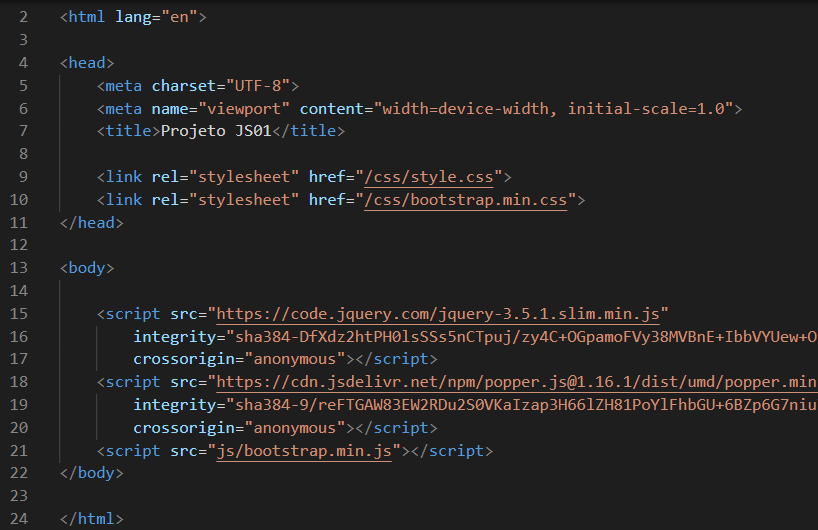 2 <html lang="en">
3
4 <head>
5 <meta charset="UTF-8">
6 <meta name="viewport" content="width=device-width, initial-scale=1.0">
7 <title>Projeto JS01</title>
8
9 <link rel="stylesheet" href="/css/style.css">
10 <link rel="stylesheet" href="/css/bootstrap.min.css">
11 </head>
12
13 <body>
14
15 <script src="https://code.jquery.com/jquery-3.5.1.slim.min.js"
16 integrity="sha384-DfXdz2htPH0lsSSs5nCTpuj/zy4C+OGpamoFVy38MVBnE+IbbVYUew+O
17 crossorigin="anonymous"></script>
18 <script src="https://cdn.jsdelivr.net/npm/popper.js@1.16.1/dist/umd/popper.min
19 integrity="sha384-9/reFTGAW83EW2RDu2S0VKaIzap3H66lZH81PoYlFhbGU+6BZp6G7niu
20 crossorigin="anonymous"></script>
21 <script src="js/bootstrap.min.js"></script>
22 </body>
23
24 </html>